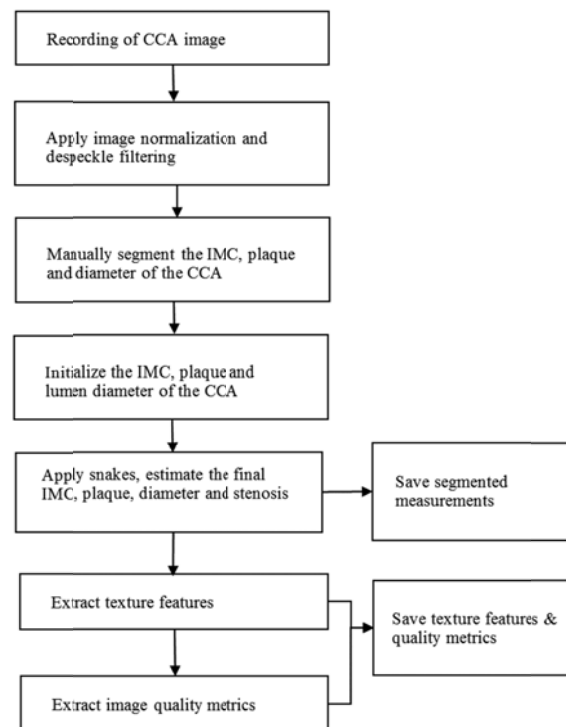 Recording of CCA image
Apply image normalization and
despeckle filtering
Manually segment the IMC, plaque
and diameter of the CCA
Initialize the IMC, plaque and
lumen diameter of the CCA
Apply snakes, estimate the final
IMC, plaque, diameter and stenosis
Save segmented
measurements
Extract texture features
Save texture features &
quality metrics
Extract image quality metrics